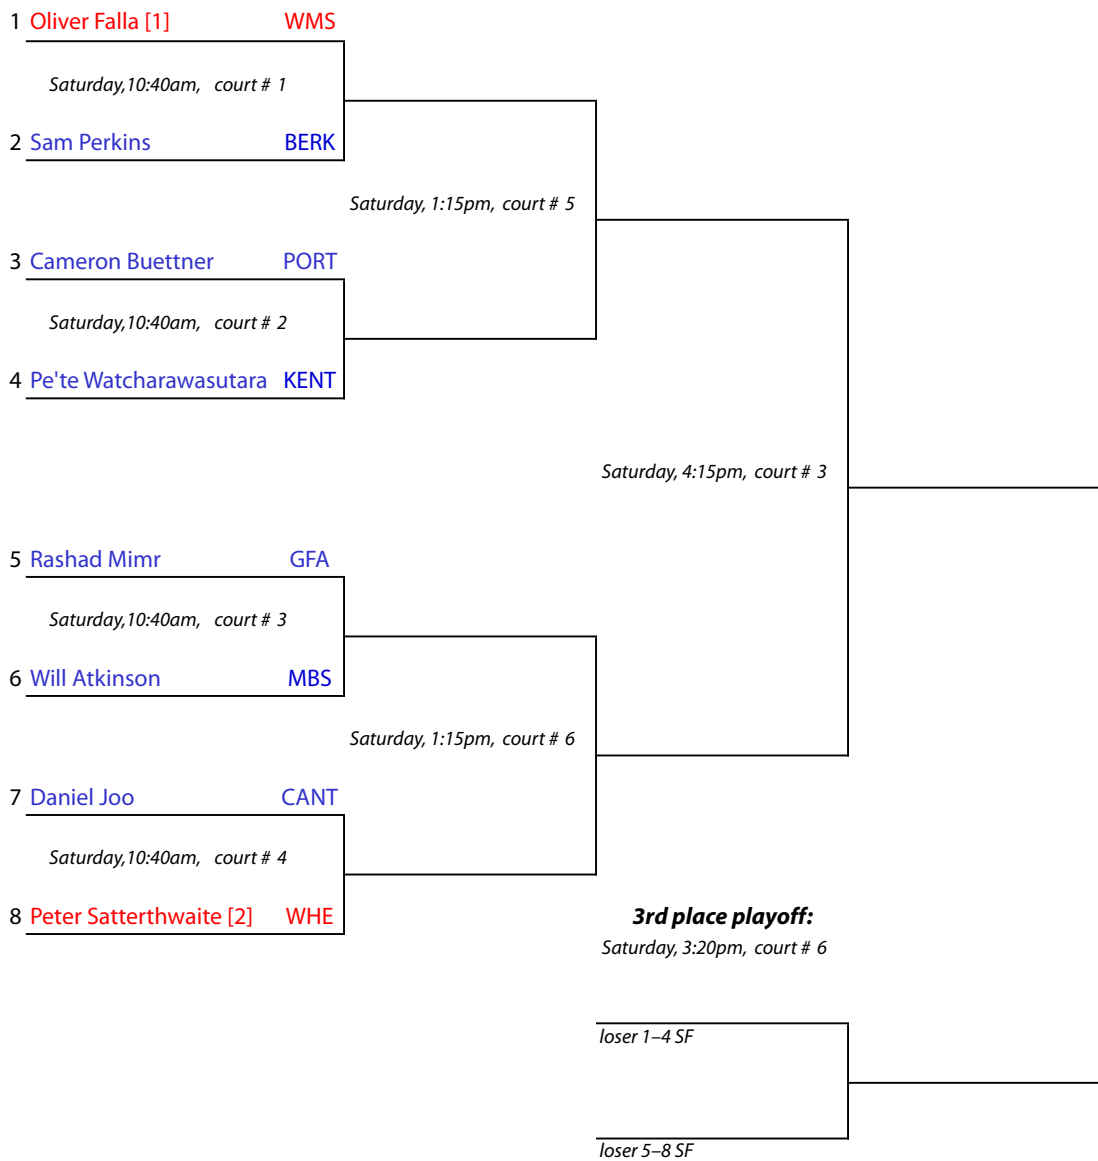 1 Oliver Falla [1] WMS
Saturday,10:40am, court # 1
2 Sam Perkins BERK
Saturday, 1:15pm, court # 5
3 Cameron Buettner PORT
Saturday,10:40am, court # 2
4 Pe'te Watcharawasutara KENT
Saturday, 4:15pm, court # 3
5 Rashad Mimr GFA
Saturday,10:40am, court # 3
6 Will Atkinson MBS
Saturday, 1:15pm, court # 6
7 Daniel Joo CANT
Saturday,10:40am, court # 4
8 Peter Satterthwaite [2] WHE
3rd place playoff:
Saturday, 3:20pm, court # 6
loser 1–4 SF
loser 5–8 SF